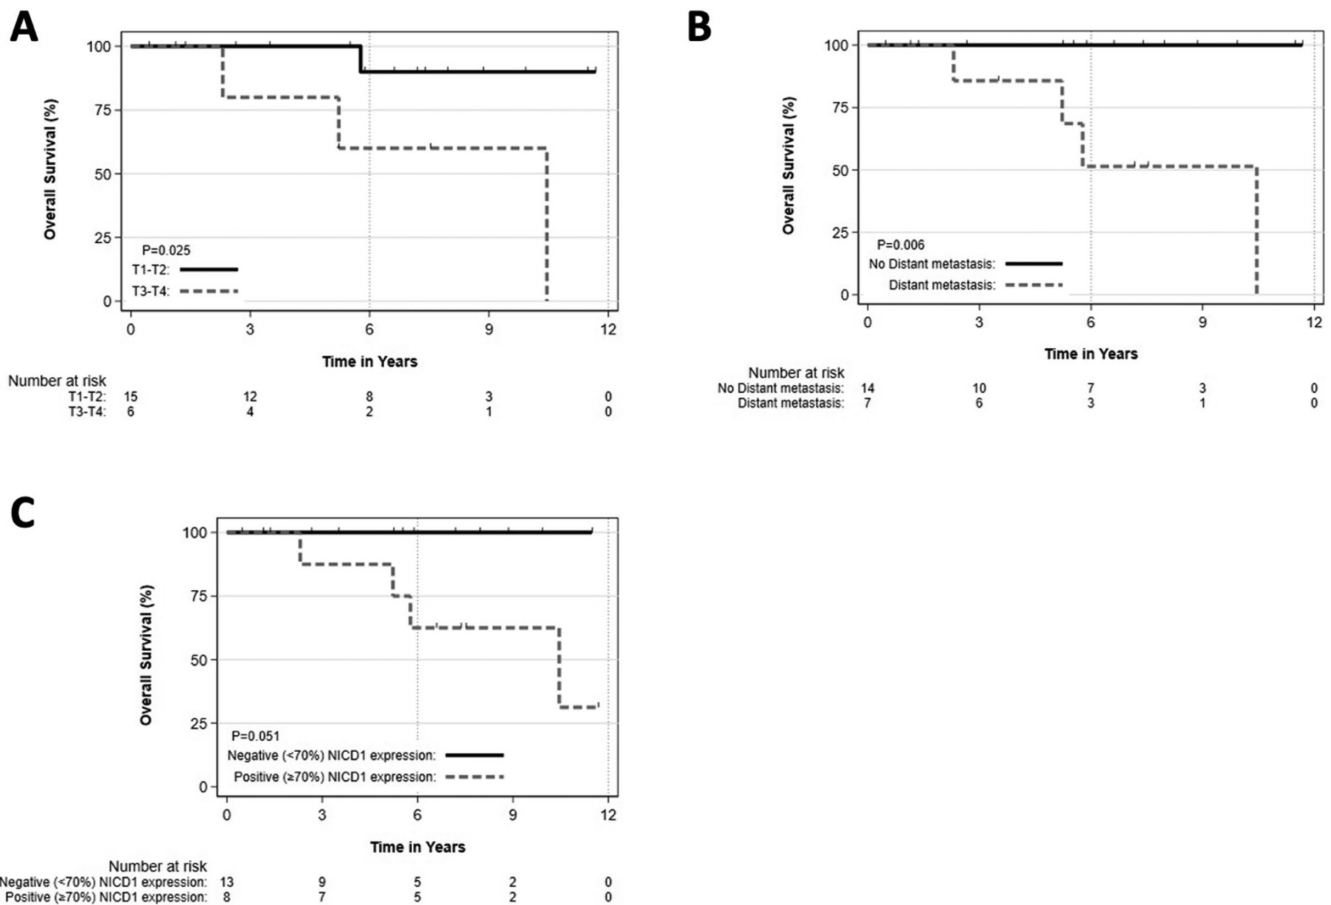 A
Overall Survival (%)
100
75
50
25
0
P=0.025
T1-T2:
T3-T4:
0 3 6 9 12
Time in Years
Number at risk
T1-T2: 15 12 8 3 0
T3-T4: 6 4 2 1 0
B
Overall Survival (%)
100
75
50
25
0
P=0.006
No Distant metastasis:
Distant metastasis:
0 3 6 9 12
Time in Years
Number at risk
No Distant metastasis: 14 10 7 3 0
Distant metastasis: 7 6 3 1 0
C
Overall Survival (%)
100
75
50
25
0
P=0.051
Negative (<70%) NICD1 expression:
Positive (≥70%) NICD1 expression:
0 3 6 9 12
Time in Years
Number at risk
Negative (<70%) NICD1 expression: 13 9 5 2 0
Positive (≥70%) NICD1 expression: 8 7 5 2 0